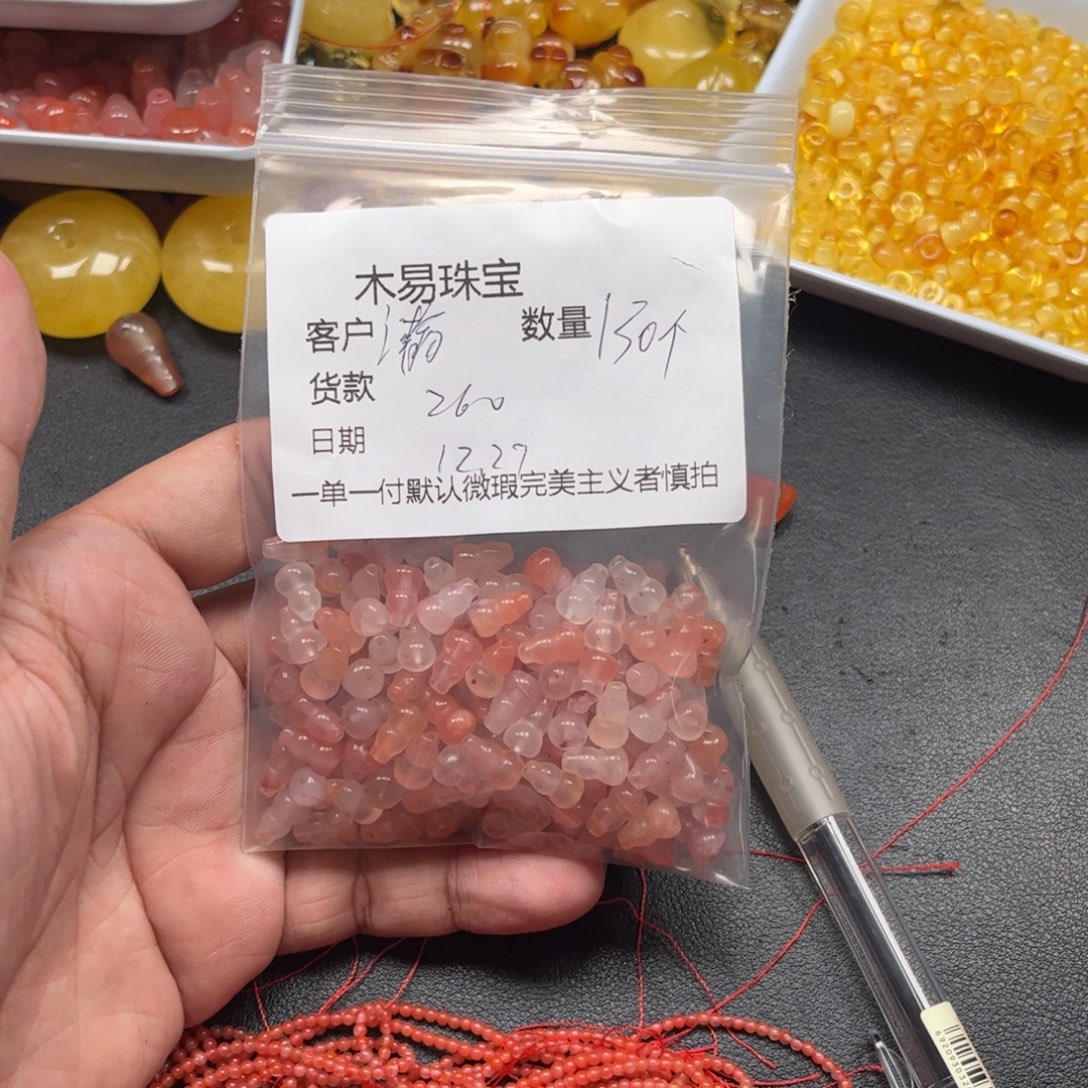 木易珠宝
客户 满 数量 130个
货款 260
日期 12.27
一单一付默认微瑕完美主义者慎拍